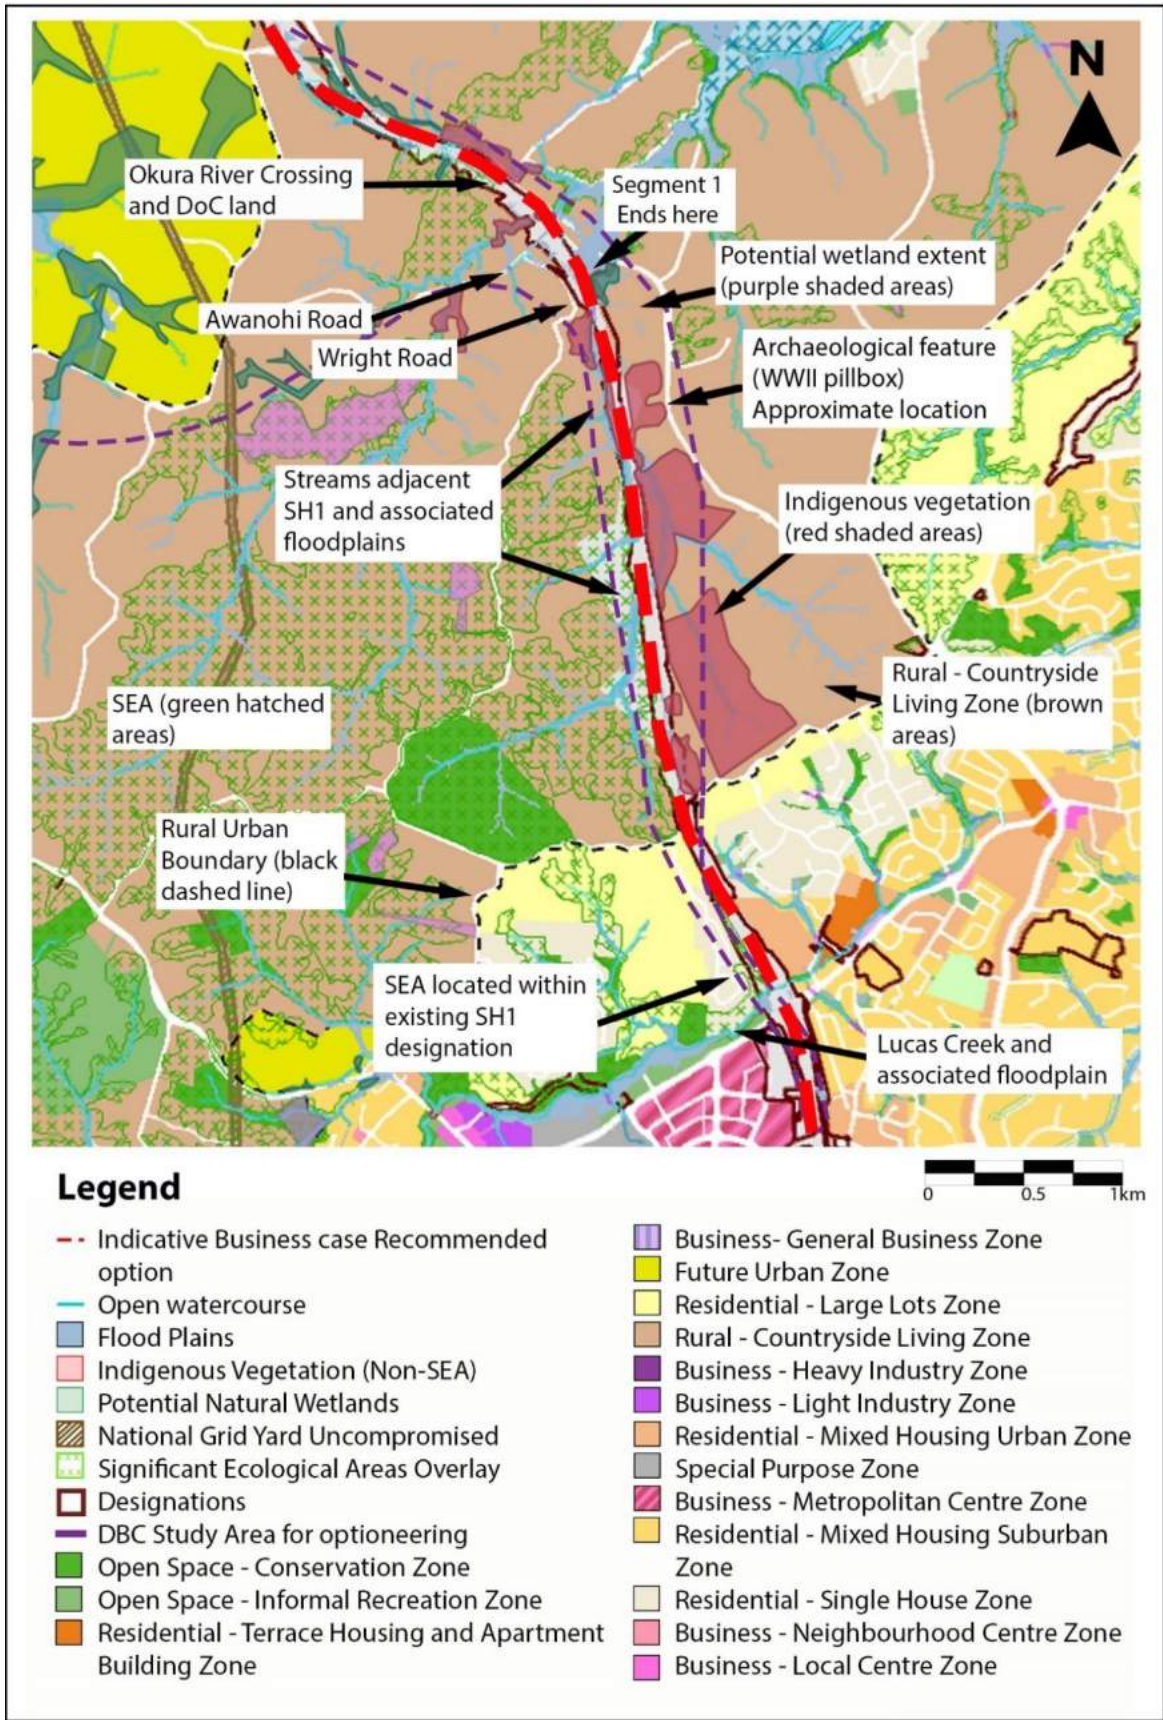 N
Okura River Crossing
and DoC land
Segment 1
Ends here
Potential wetland extent
(purple shaded areas)
Awanohi Road
Wright Road
Archaeological feature
(WWII pillbox)
Approximate location
Streams adjacent
SH1 and associated
floodplains
Indigenous vegetation
(red shaded areas)
SEA (green hatched
areas)
Rural - Countryside
Living Zone (brown
areas)
Rural Urban
Boundary (black
dashed line)
SEA located within
existing SH1
designation
Lucas Creek and
associated floodplain
Legend
0 0.5 1km
Indicative Business case Recommended
option
Open watercourse
Flood Plains
Indigenous Vegetation (Non-SEA)
Potential Natural Wetlands
National Grid Yard Uncompromised
Significant Ecological Areas Overlay
Designations
DBC Study Area for optioneering
Open Space - Conservation Zone
Open Space - Informal Recreation Zone
Residential - Terrace Housing and Apartment
Building Zone
Business- General Business Zone
Future Urban Zone
Residential - Large Lots Zone
Rural - Countryside Living Zone
Business - Heavy Industry Zone
Business - Light Industry Zone
Residential - Mixed Housing Urban Zone
Special Purpose Zone
Business - Metropolitan Centre Zone
Residential - Mixed Housing Suburban
Zone
Residential - Single House Zone
Business - Neighbourhood Centre Zone
Business - Local Centre Zone